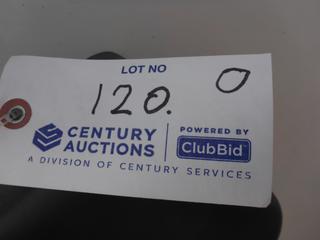 LOT NO
120. 0
CENTURY AUCTIONS
POWERED BY
ClubBid
A DIVISION OF CENTURY SERVICES